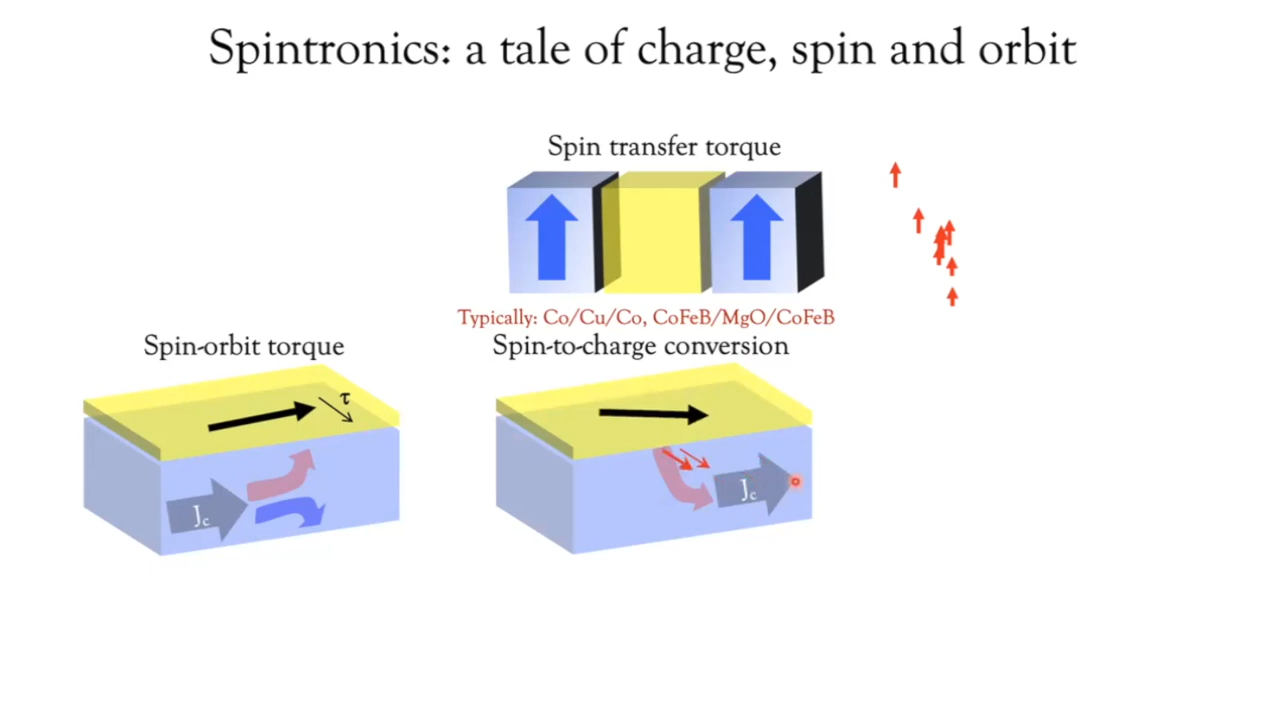 Spintronics: a tale of charge, spin and orbit
Spin transfer torque
Typically: Co/Cu/Co, CoFeB/MgO/CoFeB
Spin-orbit torque
Spin-to-charge conversion
τ
Jc
Jc